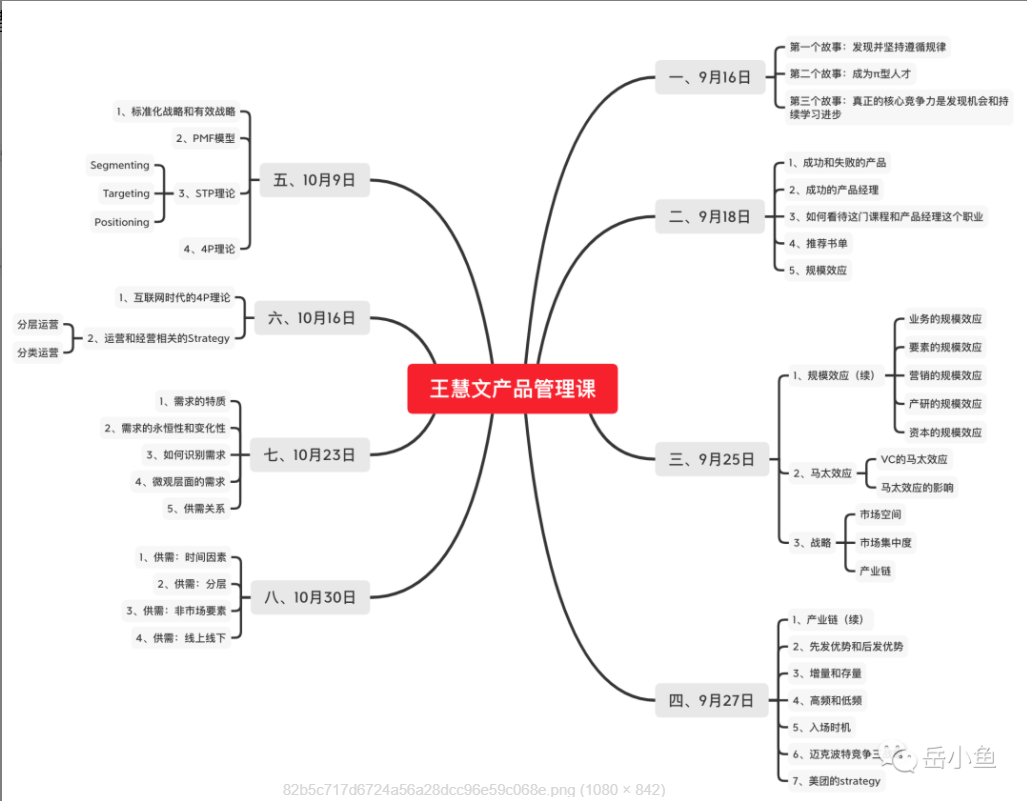 王慧文产品管理课
一、9月16日
第一个故事：发现并坚持遵循规律
第二个故事：成为π型人才
第三个故事：真正的核心竞争力是发现机会和持
续学习进步
二、9月18日
1、成功和失败的产品
2、成功的产品经理
3、如何看待这门课程和产品经理这个职业
4、推荐书单
5、规模效应
三、9月25日
1、规模效应（续）
业务的规模效应
要素的规模效应
营销的规模效应
产研的规模效应
资本的规模效应
2、马太效应
VC的马太效应
马太效应的影响
3、战略
市场空间
市场集中度
产业链
四、9月27日
1、产业链（续）
2、先发优势和后发优势
3、增量和存量
4、高频和低频
5、入场时机
6、迈克波特竞争三
7、美团的strategy
五、10月9日
1、标准化战略和有效战略
2、PMF模型
3、STP理论
Segmenting
Targeting
Positioning
4、4P理论
六、10月16日
1、互联网时代的4P理论
2、运营和经营相关的Strategy
分层运营
分类运营
七、10月23日
1、需求的特质
2、需求的永恒性和变化性
3、如何识别需求
4、微观层面的需求
5、供需关系
八、10月30日
1、供需：时间因素
2、供需：分层
3、供需：非市场要素
4、供需：线上线下
岳小鱼
82b5c717d6724a56a28dcc96e59c068e.png (1080 × 842)